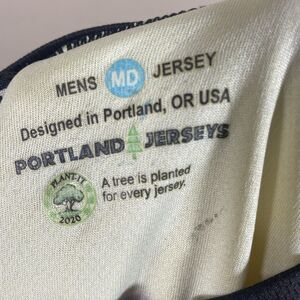 MENS MD JERSEY
Designed in Portland, OR USA
PORTLAND JERSEYS
PLANT-IT
2020
A tree is planted
for every jersey.